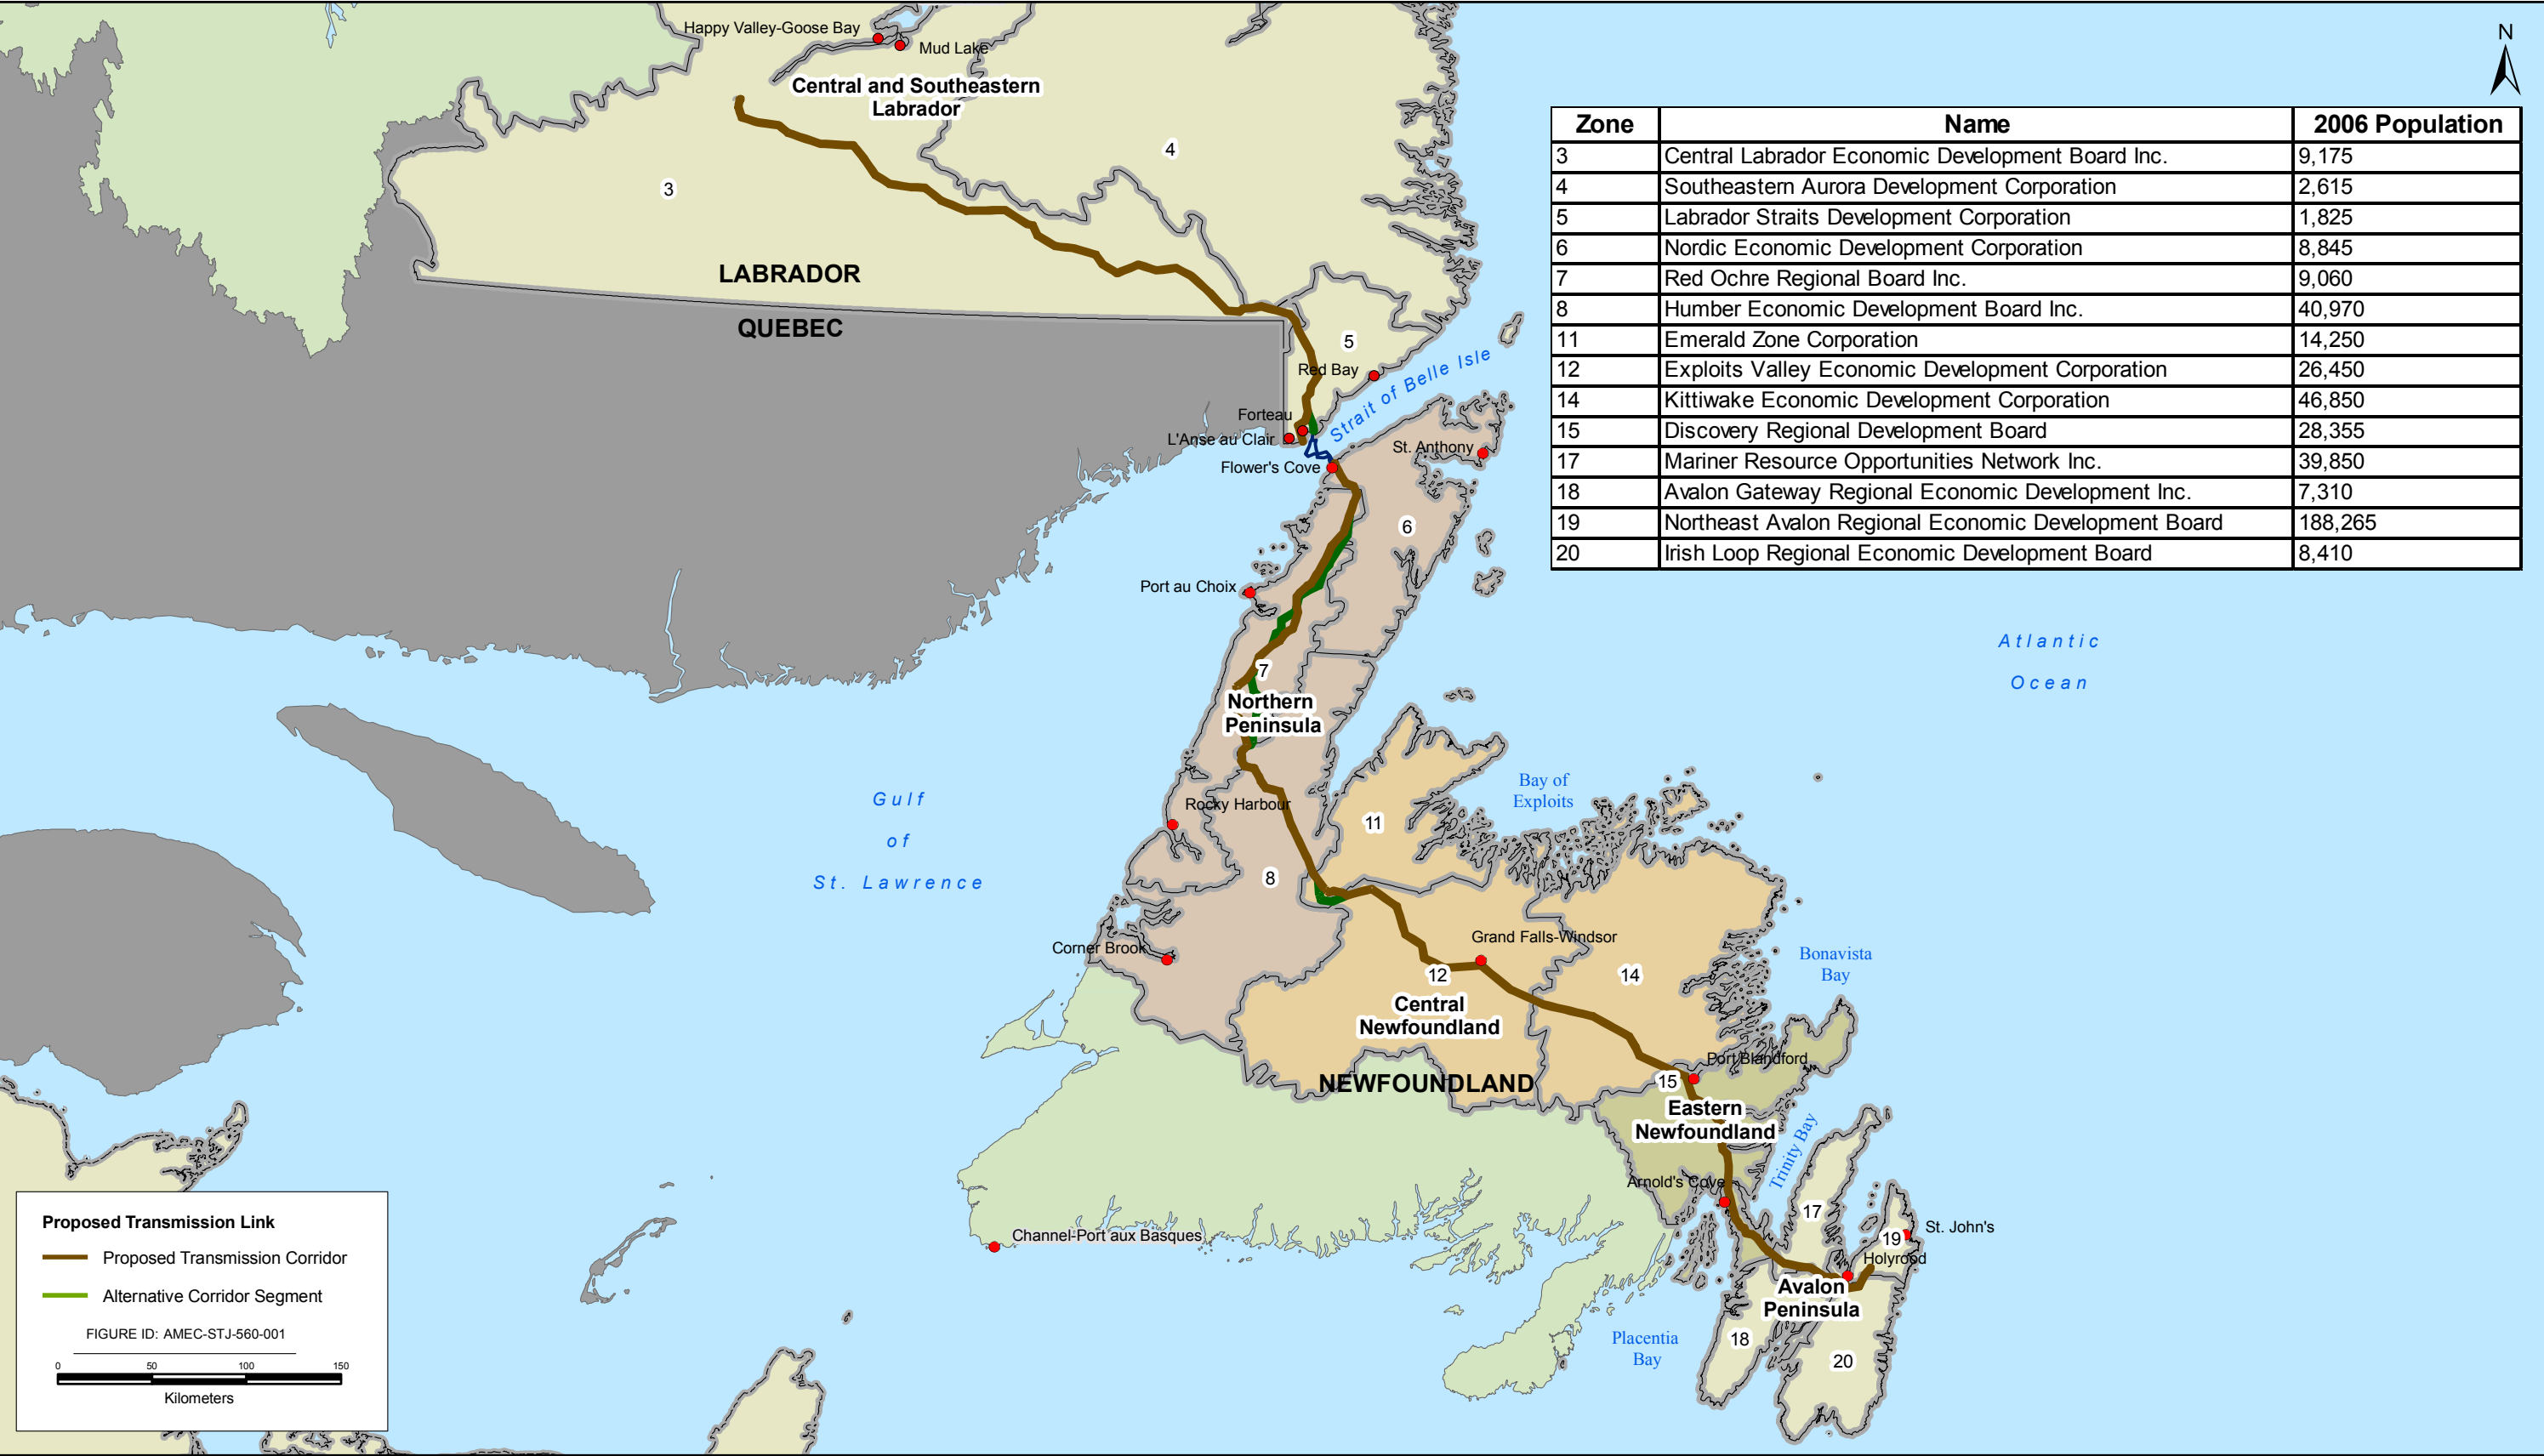 Happy Valley-Goose Bay
Mud Lake
Central and Southeastern
Labrador
N
4
3
LABRADOR
QUEBEC
5
Red Bay
Strait of Belle Isle
Forteau
L'Anse au Clair
Flower's Cove
St. Anthony
6
Port au Choix
7
Northern
Peninsula
Rocky Harbour
8
Corner Brook
11
Bay of
Exploits
Grand Falls-Windsor
12
14
Central
Newfoundland
NEWFOUNDLAND
Bonavista
Bay
Port Blandford
15
Eastern
Newfoundland
Trinity Bay
Arnold's Cove
17
19
St. John's
Holyrood
Avalon
Peninsula
18
20
Placentia
Bay
Channel-Port aux Basques
Gulf
of
St. Lawrence
Atlantic
Ocean
Zone Name 2006 Population
3 Central Labrador Economic Development Board Inc. 9,175
4 Southeastern Aurora Development Corporation 2,615
5 Labrador Straits Development Corporation 1,825
6 Nordic Economic Development Corporation 8,845
7 Red Ochre Regional Board Inc. 9,060
8 Humber Economic Development Board Inc. 40,970
11 Emerald Zone Corporation 14,250
12 Exploits Valley Economic Development Corporation 26,450
14 Kittiwake Economic Development Corporation 46,850
15 Discovery Regional Development Board 28,355
17 Mariner Resource Opportunities Network Inc. 39,850
18 Avalon Gateway Regional Economic Development Inc. 7,310
19 Northeast Avalon Regional Economic Development Board 188,265
20 Irish Loop Regional Economic Development Board 8,410
Proposed Transmission Link
Proposed Transmission Corridor
Alternative Corridor Segment
FIGURE ID: AMEC-STJ-560-001
0 50 100 150
Kilometers